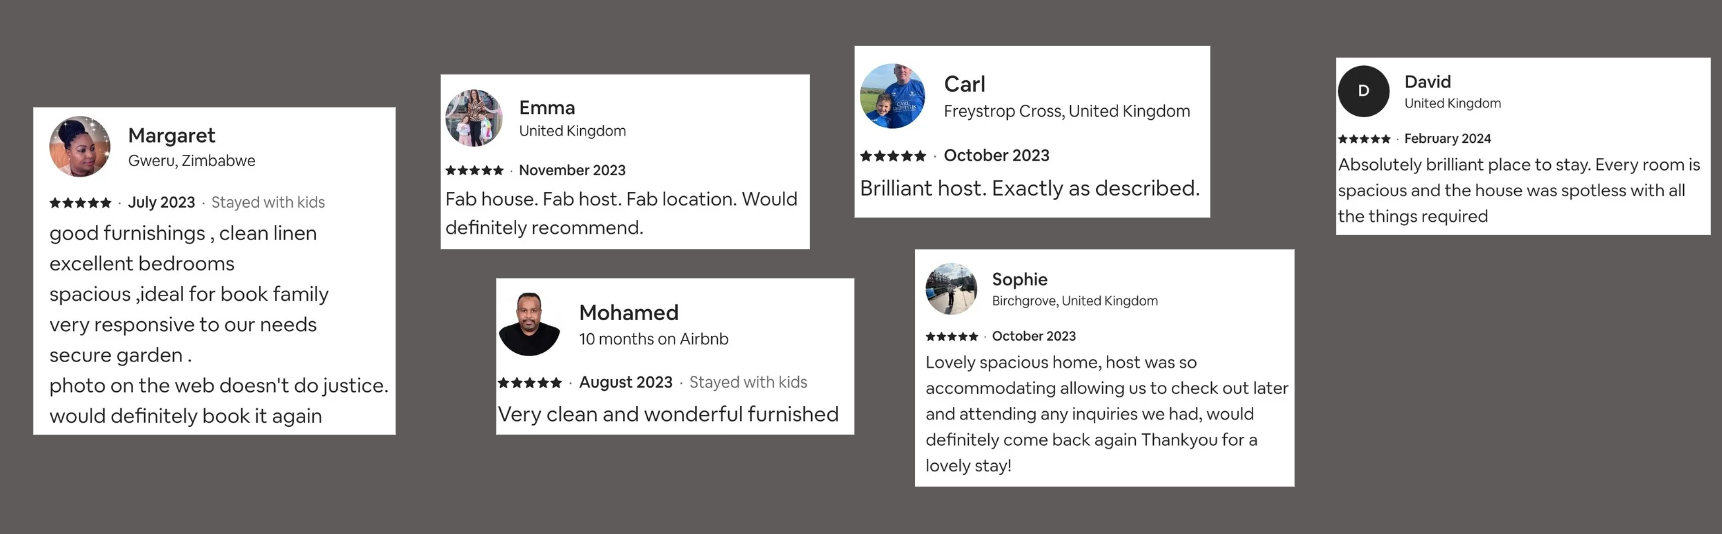 Margaret
Gweru, Zimbabwe
★★★★★ · July 2023 · Stayed with kids
good furnishings , clean linen
excellent bedrooms
spacious ,ideal for book family
very responsive to our needs
secure garden .
photo on the web doesn't do justice.
would definitely book it again
Emma
United Kingdom
★★★★★ · November 2023
Fab house. Fab host. Fab location. Would
definitely recommend.
Mohamed
10 months on Airbnb
★★★★★ · August 2023 · Stayed with kids
Very clean and wonderful furnished
Carl
Freystrop Cross, United Kingdom
★★★★★ · October 2023
Brilliant host. Exactly as described.
Sophie
Birchgrove, United Kingdom
★★★★★ · October 2023
Lovely spacious home, host was so
accommodating allowing us to check out later
and attending any inquiries we had, would
definitely come back again Thankyou for a
lovely stay!
D
David
United Kingdom
★★★★★ · February 2024
Absolutely brilliant place to stay. Every room is
spacious and the house was spotless with all
the things required